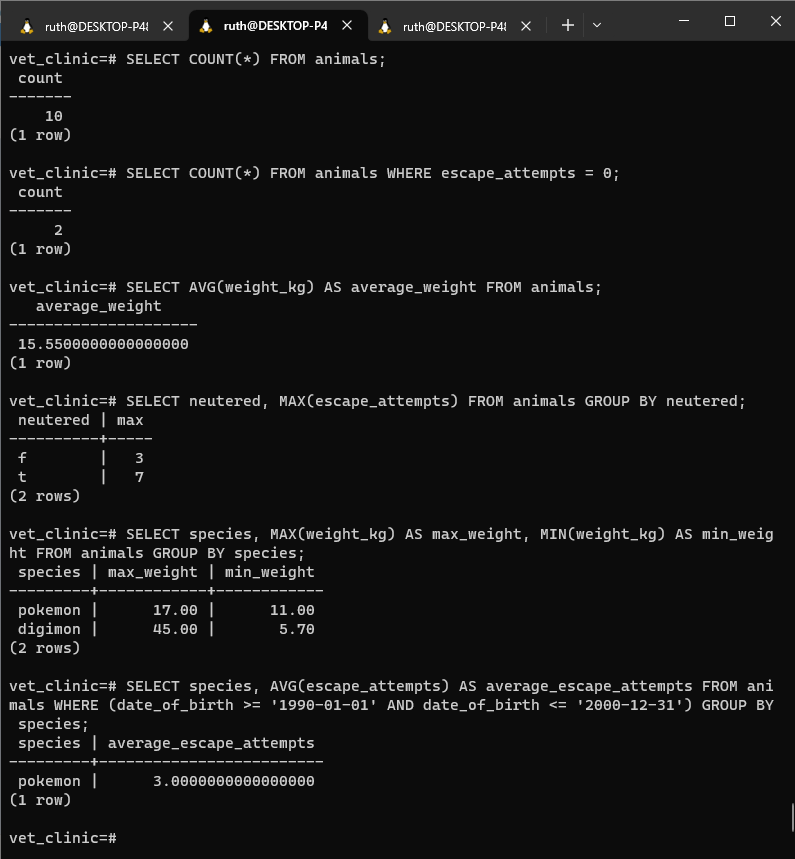 ruth@DESKTOP-P48 ruth@DESKTOP-P4 ruth@DESKTOP-P48
vet_clinic=# SELECT COUNT(*) FROM animals;
 count
-------
    10
(1 row)

vet_clinic=# SELECT COUNT(*) FROM animals WHERE escape_attempts = 0;
 count
-------
     2
(1 row)

vet_clinic=# SELECT AVG(weight_kg) AS average_weight FROM animals;
   average_weight
---------------------
 15.5500000000000000
(1 row)

vet_clinic=# SELECT neutered, MAX(escape_attempts) FROM animals GROUP BY neutered;
 neutered | max
----------+-----
 f        |   3
 t        |   7
(2 rows)

vet_clinic=# SELECT species, MAX(weight_kg) AS max_weight, MIN(weight_kg) AS min_weig
ht FROM animals GROUP BY species;
 species | max_weight | min_weight
---------+------------+------------
 pokemon |      17.00 |      11.00
 digimon |      45.00 |       5.70
(2 rows)

vet_clinic=# SELECT species, AVG(escape_attempts) AS average_escape_attempts FROM ani
mals WHERE (date_of_birth >= '1990-01-01' AND date_of_birth <= '2000-12-31') GROUP BY
 species;
 species | average_escape_attempts
---------+-------------------------
 pokemon |      3.0000000000000000
(1 row)

vet_clinic=#